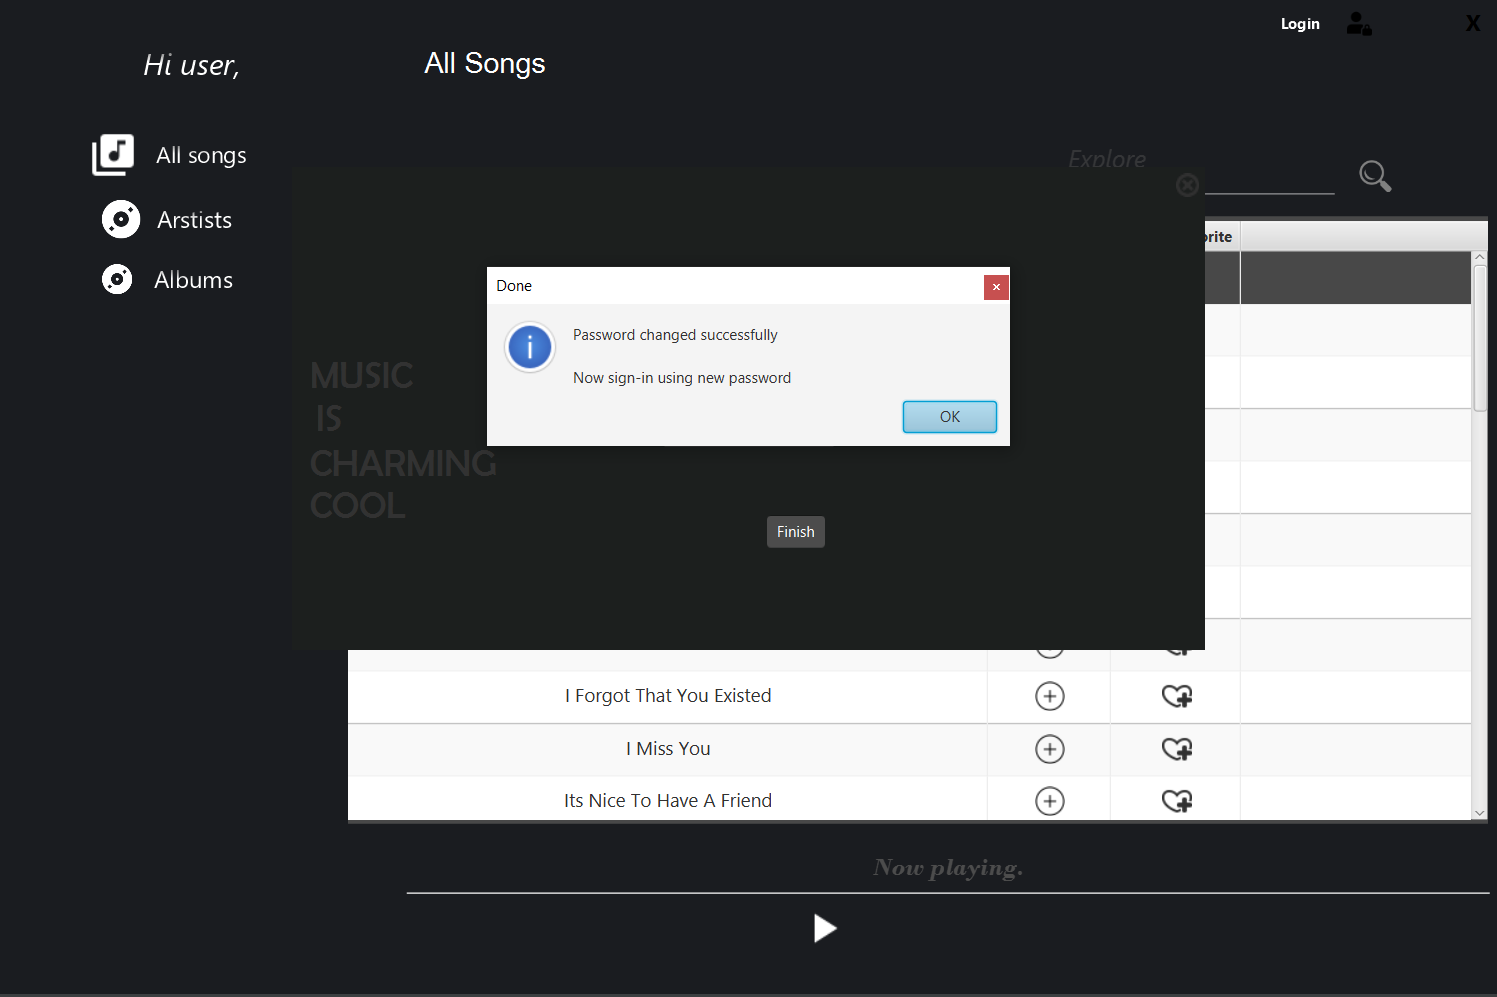 Login
X
Hi user,
All Songs
All songs
Explore
Arstists
orite
Albums
Done
Password changed successfully
Now sign-in using new password
OK
MUSIC
IS
CHARMING
COOL
Finish
I Forgot That You Existed
I Miss You
Its Nice To Have A Friend
Now playing.